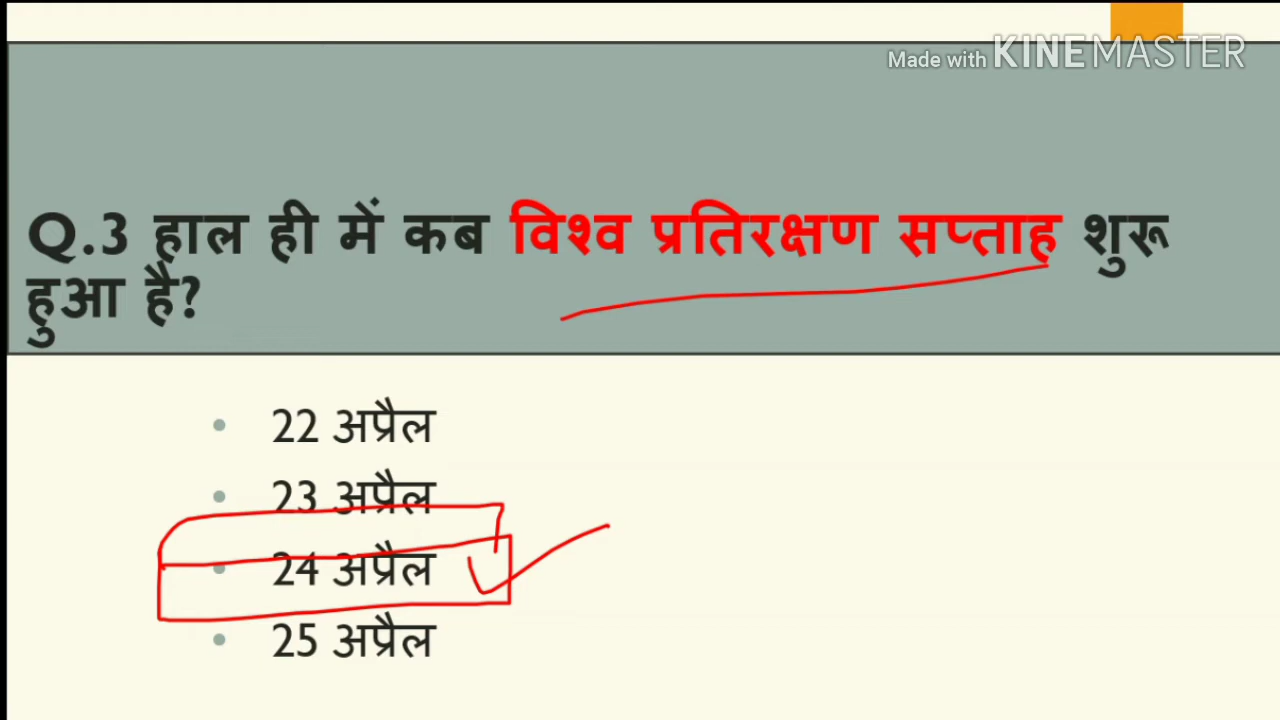 Made with KINEMASTER
Q.3 हाल ही में कब विश्व प्रतिरक्षण सप्ताह शुरू
हुआ है?
22 अप्रैल
23 अप्रैल
24 अप्रैल
25 अप्रैल